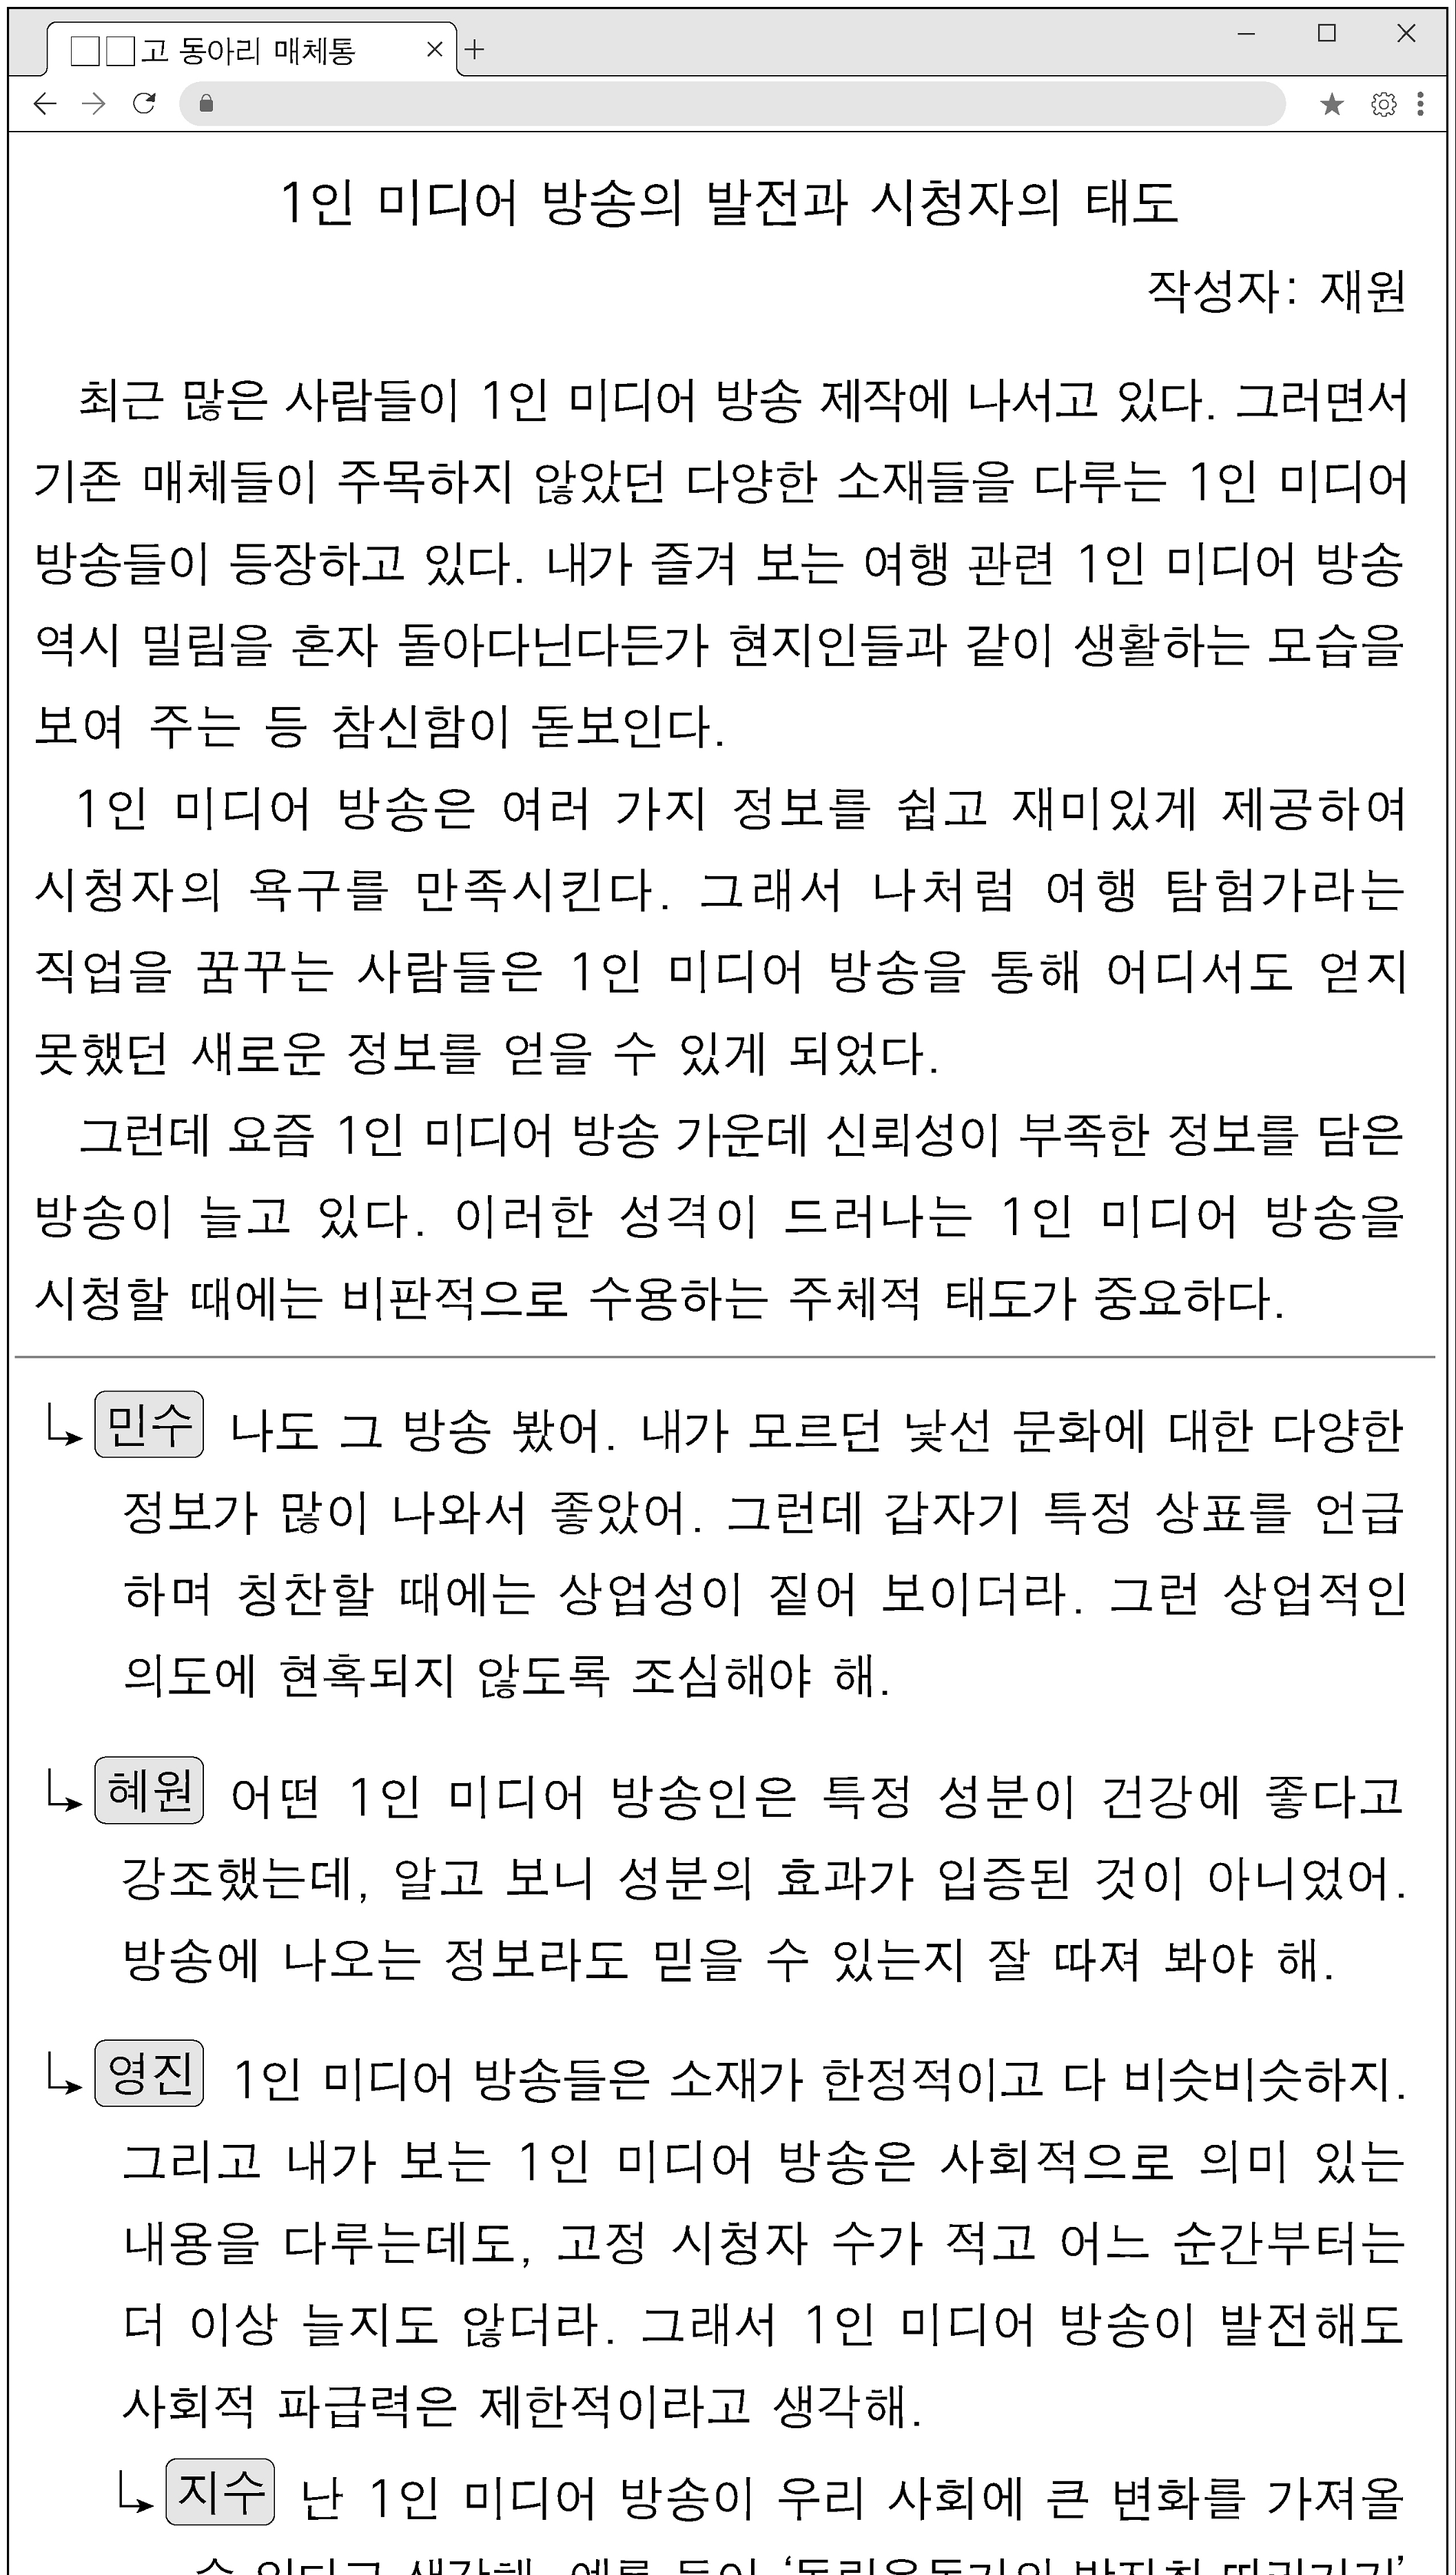 □□고 동아리 매체통
1인 미디어 방송의 발전과 시청자의 태도
작성자: 재원
최근 많은 사람들이 1인 미디어 방송 제작에 나서고 있다. 그러면서
기존 매체들이 주목하지 않았던 다양한 소재들을 다루는 1인 미디어
방송들이 등장하고 있다. 내가 즐겨 보는 여행 관련 1인 미디어 방송
역시 밀림을 혼자 돌아다닌다든가 현지인들과 같이 생활하는 모습을
보여 주는 등 참신함이 돋보인다.
1인 미디어 방송은 여러 가지 정보를 쉽고 재미있게 제공하여
시청자의 욕구를 만족시킨다. 그래서 나처럼 여행 탐험가라는
직업을 꿈꾸는 사람들은 1인 미디어 방송을 통해 어디서도 얻지
못했던 새로운 정보를 얻을 수 있게 되었다.
그런데 요즘 1인 미디어 방송 가운데 신뢰성이 부족한 정보를 담은
방송이 늘고 있다. 이러한 성격이 드러나는 1인 미디어 방송을
시청할 때에는 비판적으로 수용하는 주체적 태도가 중요하다.
민수 나도 그 방송 봤어. 내가 모르던 낯선 문화에 대한 다양한
정보가 많이 나와서 좋았어. 그런데 갑자기 특정 상표를 언급
하며 칭찬할 때에는 상업성이 짙어 보이더라. 그런 상업적인
의도에 현혹되지 않도록 조심해야 해.
혜원 어떤 1인 미디어 방송인은 특정 성분이 건강에 좋다고
강조했는데, 알고 보니 성분의 효과가 입증된 것이 아니었어.
방송에 나오는 정보라도 믿을 수 있는지 잘 따져 봐야 해.
영진 1인 미디어 방송들은 소재가 한정적이고 다 비슷비슷하지.
그리고 내가 보는 1인 미디어 방송은 사회적으로 의미 있는
내용을 다루는데도, 고정 시청자 수가 적고 어느 순간부터는
더 이상 늘지도 않더라. 그래서 1인 미디어 방송이 발전해도
사회적 파급력은 제한적이라고 생각해.
지수 난 1인 미디어 방송이 우리 사회에 큰 변화를 가져올